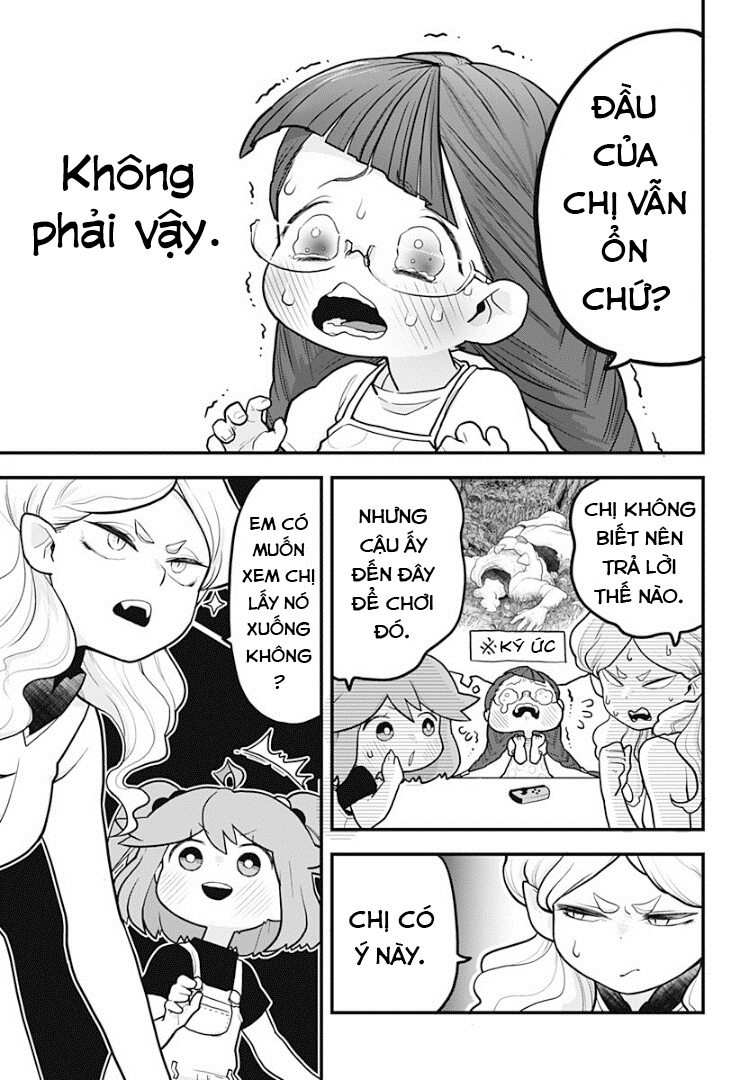 ĐẦU
CỦA
CHỊ VẪN
ỔN
CHỨ?
Không
phải vậy.
CHỊ KHÔNG
BIẾT NÊN
TRẢ LỜI
THẾ NÀO.
NHƯNG
CẬU ẤY
ĐẾN ĐÂY
ĐỂ CHƠI
ĐÓ.
※KÝ ỨC
CHỊ CÓ
Ý NÀY.
EM CÓ
MUỐN
XEM CHỊ
LẤY NÓ
XUỐNG
KHÔNG
?